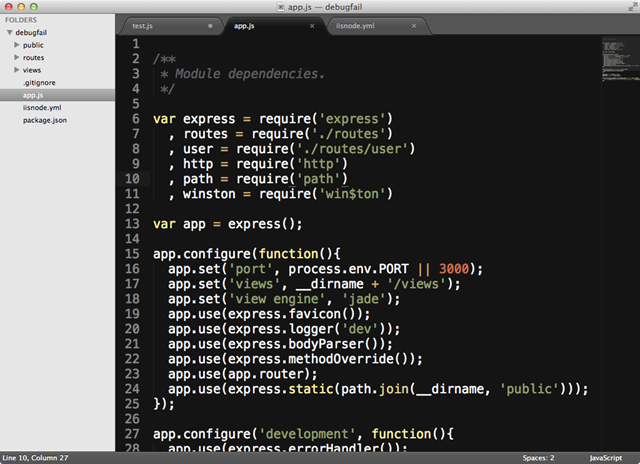 app.js — debugfail
FOLDERS
debugfail
public
routes
views
.gitignore
app.js
iisnode.yml
package.json
test.js
app.js
iisnode.yml
1
2 /**
3  * Module dependencies.
4  */
5
6 var express = require('express')
7   , routes = require('./routes')
8   , user = require('./routes/user')
9   , http = require('http')
10   , path = require('path')
11   , winston = require('win$ton')
12
13 var app = express();
14
15 app.configure(function(){
16   app.set('port', process.env.PORT || 3000);
17   app.set('views', __dirname + '/views');
18   app.set('view engine', 'jade');
19   app.use(express.favicon());
20   app.use(express.logger('dev'));
21   app.use(express.bodyParser());
22   app.use(express.methodOverride());
23   app.use(app.router);
24   app.use(express.static(path.join(__dirname, 'public')));
25 });
26
27 app.configure('development', function(){
28   app.use(express.errorHandler());
Line 10, Column 27
Spaces: 2
JavaScript